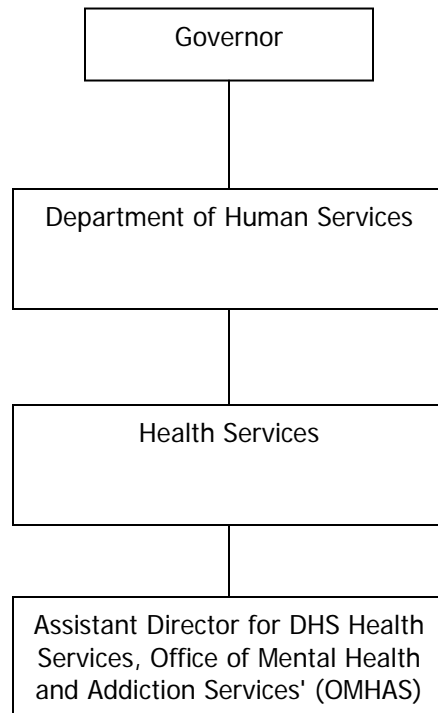 Governor
Department of Human Services
Health Services
Assistant Director for DHS Health
Services, Office of Mental Health
and Addiction Services' (OMHAS)